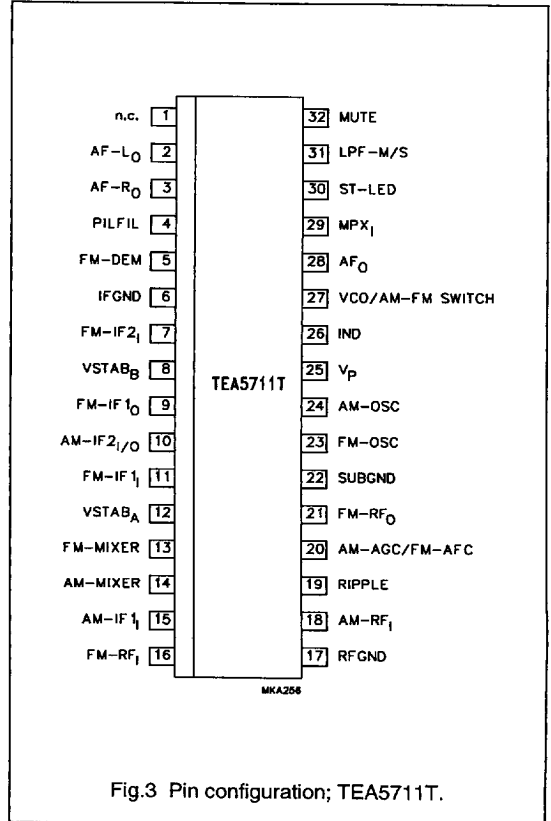 n.c. 1 32 MUTE
AF-LO 2 31 LPF-M/S
AF-RO 3 30 ST-LED
PILFIL 4 29 MPXI
FM-DEM 5 28 AFO
IFGND 6 27 VCO/AM-FM SWITCH
FM-IF2I 7 26 IND
VSTABB 8 25 VP
TEA5711T
FM-IF1O 9 24 AM-OSC
AM-IF2I/O 10 23 FM-OSC
FM-IF1I 11 22 SUBGND
VSTABA 12 21 FM-RFO
FM-MIXER 13 20 AM-AGC/FM-AFC
AM-MIXER 14 19 RIPPLE
AM-IF1I 15 18 AM-RFI
FM-RFI 16 17 RFGND
MKA256
Fig.3 Pin configuration; TEA5711T.